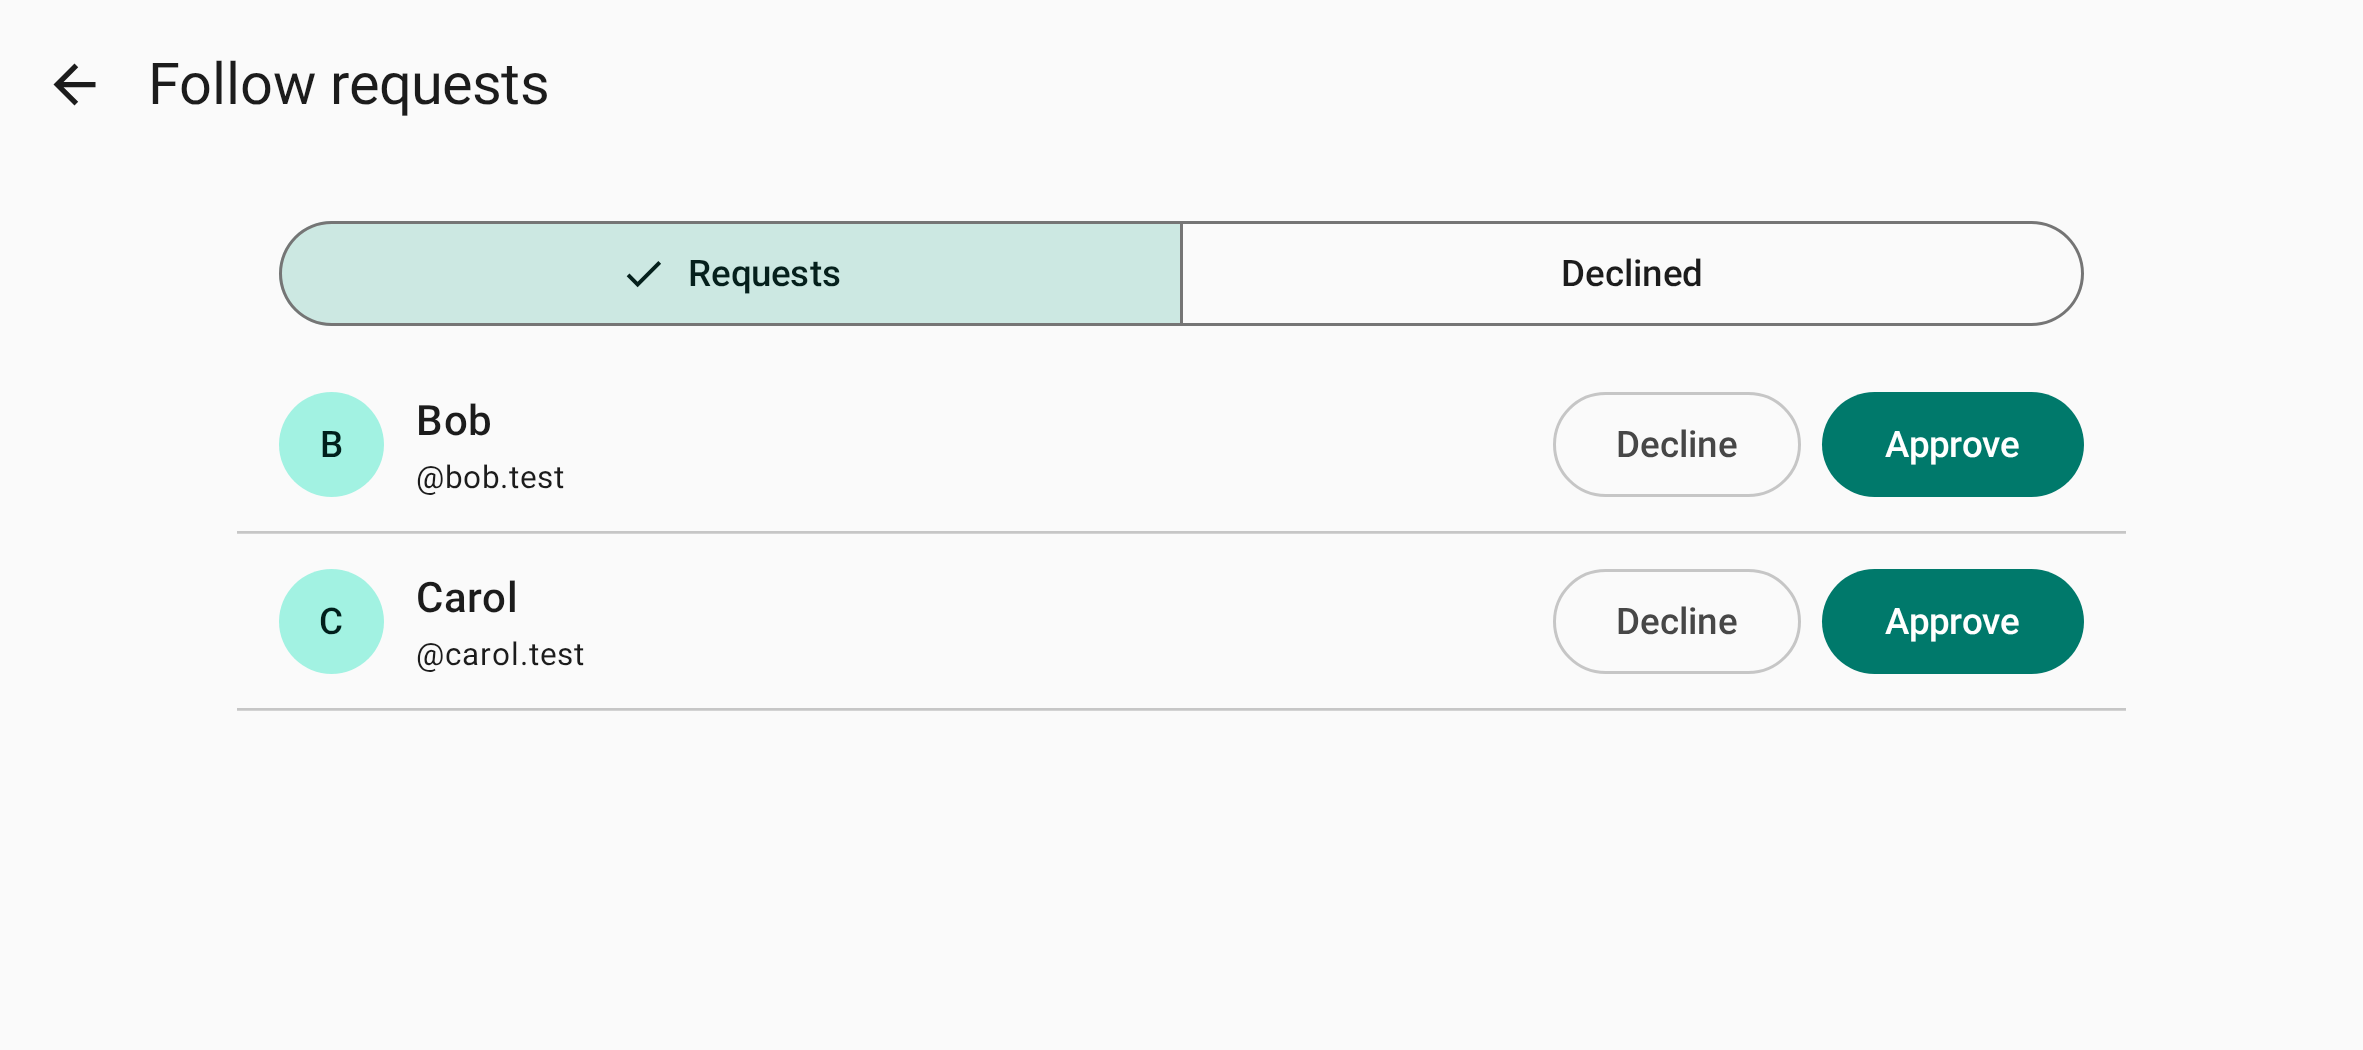 Follow requests
Requests
Declined
B
Bob
@bob.test
Decline
Approve
C
Carol
@carol.test
Decline
Approve